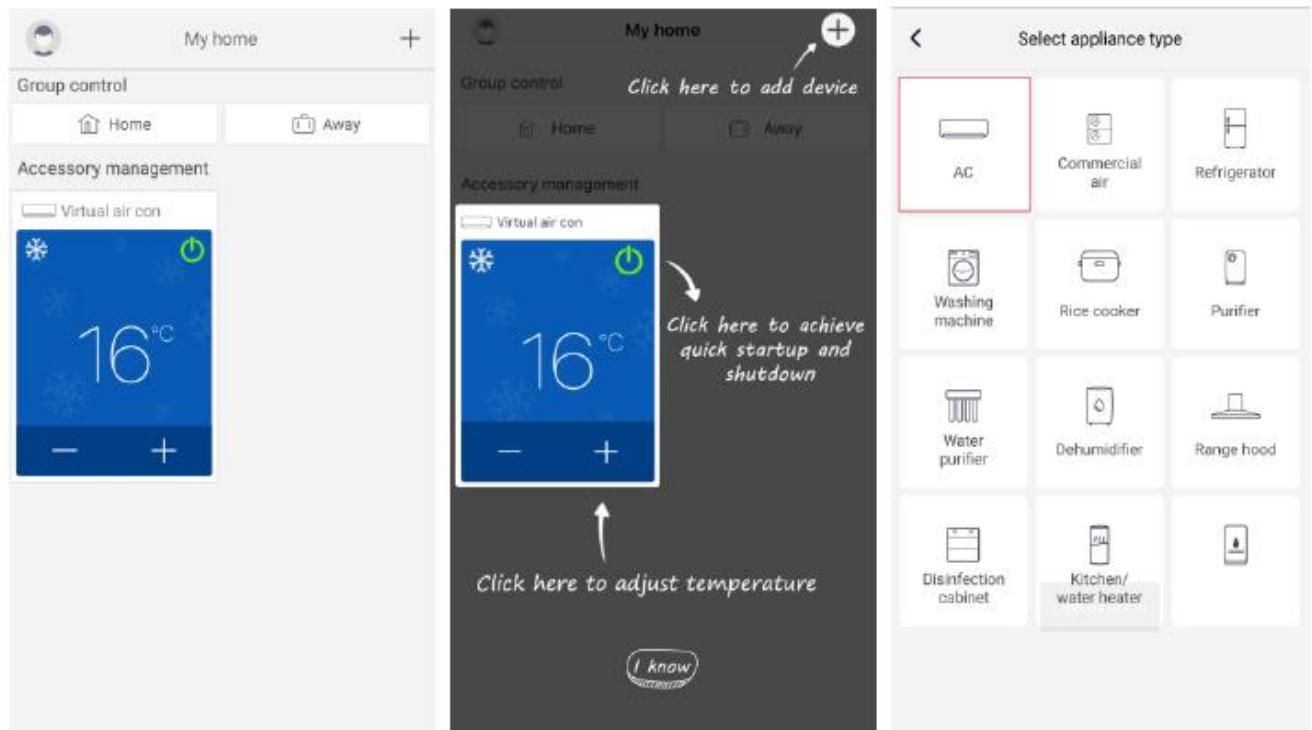 My home
Group control
Home
Away
Accessory management
Virtual air con
16°C
My home
Click here to add device
Group control
Home
Away
Accessory management
Virtual air con
16°C
Click here to achieve
quick startup and
shutdown
Click here to adjust temperature
I know
Select appliance type
AC
Commercial
air
Refrigerator
Washing
machine
Rice cooker
Purifier
Water
purifier
Dehumidifier
Range hood
Disinfection
cabinet
Kitchen/
water heater